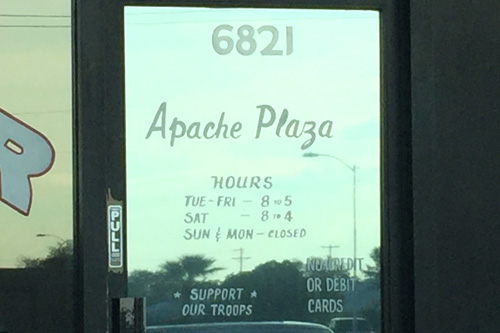 6821
Apache Plaza
HOURS
TUE-FRI - 8 TO 5
SAT - 8 TO 4
SUN & MON - CLOSED
PULL
R
NO CREDIT
OR DEBIT
CARDS
★ SUPPORT ★
OUR TROOPS